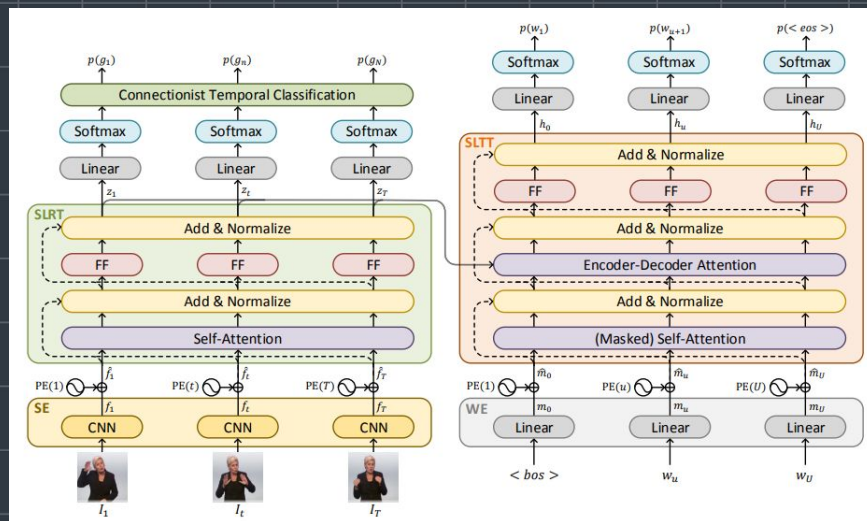 p(g₁) p(gₙ) p(g_N)
Connectionist Temporal Classification
Softmax Softmax Softmax
Linear Linear Linear
z₁ z_t z_T
SLRT
Add & Normalize
FF FF FF
Add & Normalize
Self-Attention
PE(1) f̂₁ PE(t) f̂_t PE(T) f̂_T
SE
f₁ f_t f_T
CNN CNN CNN
I₁ I_t I_T
p(w₁) p(w_{u+1}) p(< eos >)
Softmax Softmax Softmax
Linear Linear Linear
h₀ h_u h_U
SLTT
Add & Normalize
FF FF FF
Add & Normalize
Encoder-Decoder Attention
Add & Normalize
(Masked) Self-Attention
PE(1) m̂₀ PE(u) m̂_u PE(U) m̂_U
WE
m₀ m_u m_U
Linear Linear Linear
< bos > w_u w_U